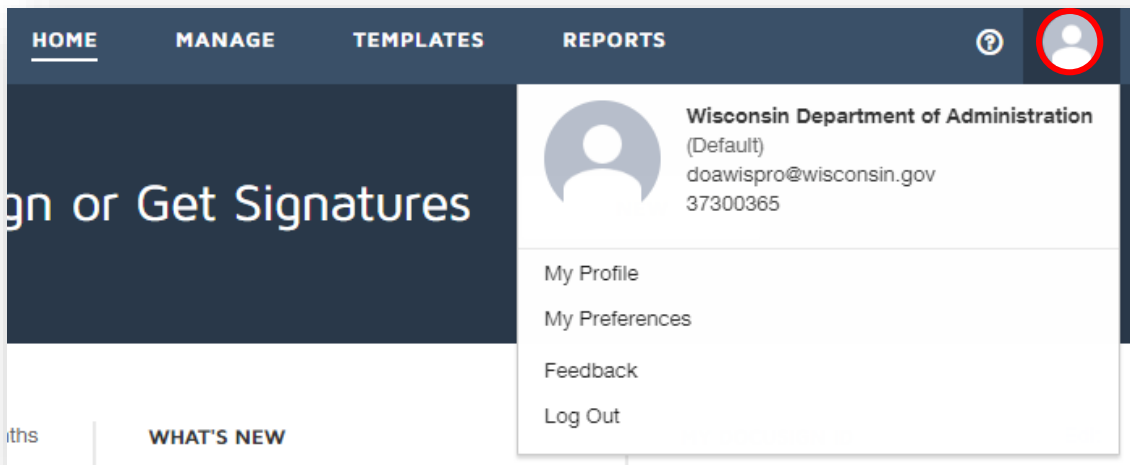 HOME MANAGE TEMPLATES REPORTS ?
Wisconsin Department of Administration
(Default)
doawispro@wisconsin.gov
37300365
gn or Get Signatures
My Profile
My Preferences
Feedback
Log Out
ths WHAT'S NEW